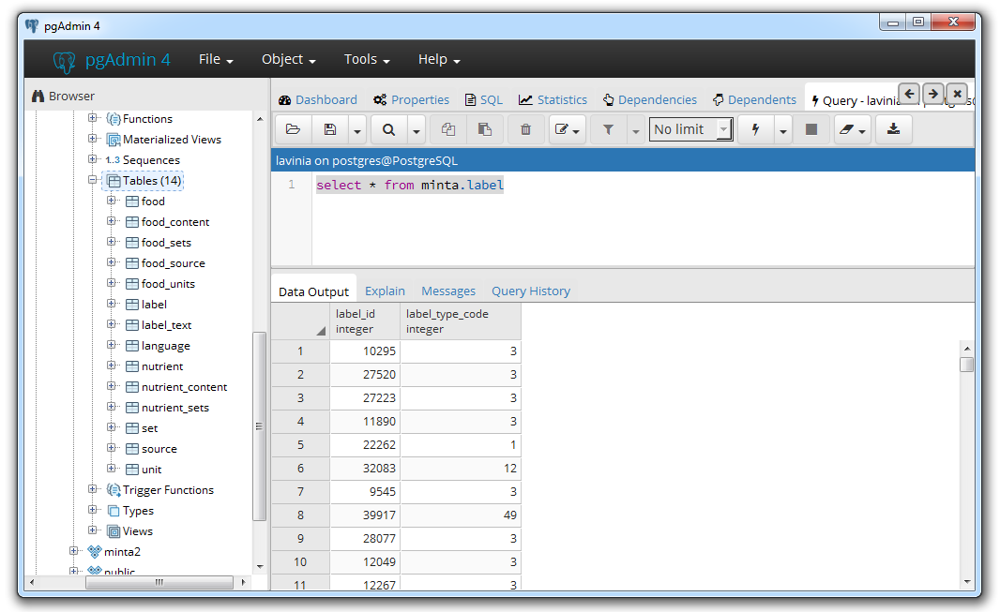 pgAdmin 4
pgAdmin 4 File Object Tools Help
Browser
Functions
Materialized Views
1..3 Sequences
Tables (14)
food
food_content
food_sets
food_source
food_units
label
label_text
language
nutrient
nutrient_content
nutrient_sets
set
source
unit
Trigger Functions
Types
Views
minta2
public
Dashboard Properties SQL Statistics Dependencies Dependents Query - lavinia
No limit
lavinia on postgres@PostgreSQL
1 select * from minta.label
Data Output Explain Messages Query History
label_id label_type_code
integer integer
1 10295 3
2 27520 3
3 27223 3
4 11890 3
5 22262 1
6 32083 12
7 9545 3
8 39917 49
9 28077 3
10 12049 3
11 12267 3